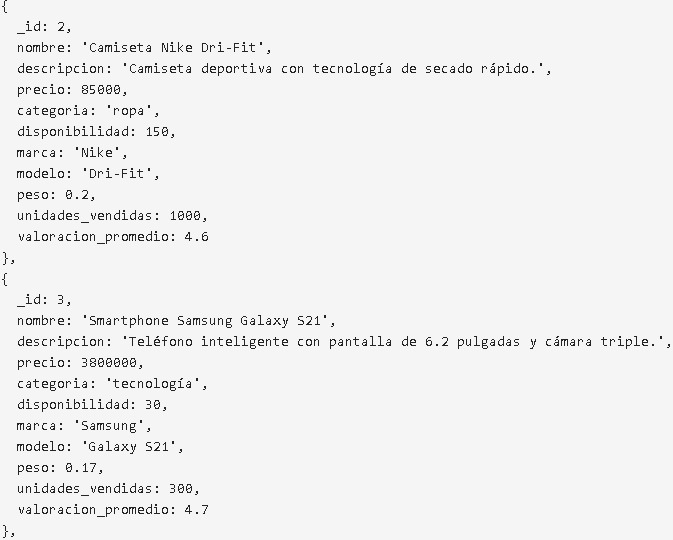 {
  _id: 2,
  nombre: 'Camiseta Nike Dri-Fit',
  descripcion: 'Camiseta deportiva con tecnología de secado rápido.',
  precio: 85000,
  categoria: 'ropa',
  disponibilidad: 150,
  marca: 'Nike',
  modelo: 'Dri-Fit',
  peso: 0.2,
  unidades_vendidas: 1000,
  valoracion_promedio: 4.6
},
{
  _id: 3,
  nombre: 'Smartphone Samsung Galaxy S21',
  descripcion: 'Teléfono inteligente con pantalla de 6.2 pulgadas y cámara triple.',
  precio: 3800000,
  categoria: 'tecnología',
  disponibilidad: 30,
  marca: 'Samsung',
  modelo: 'Galaxy S21',
  peso: 0.17,
  unidades_vendidas: 300,
  valoracion_promedio: 4.7
},